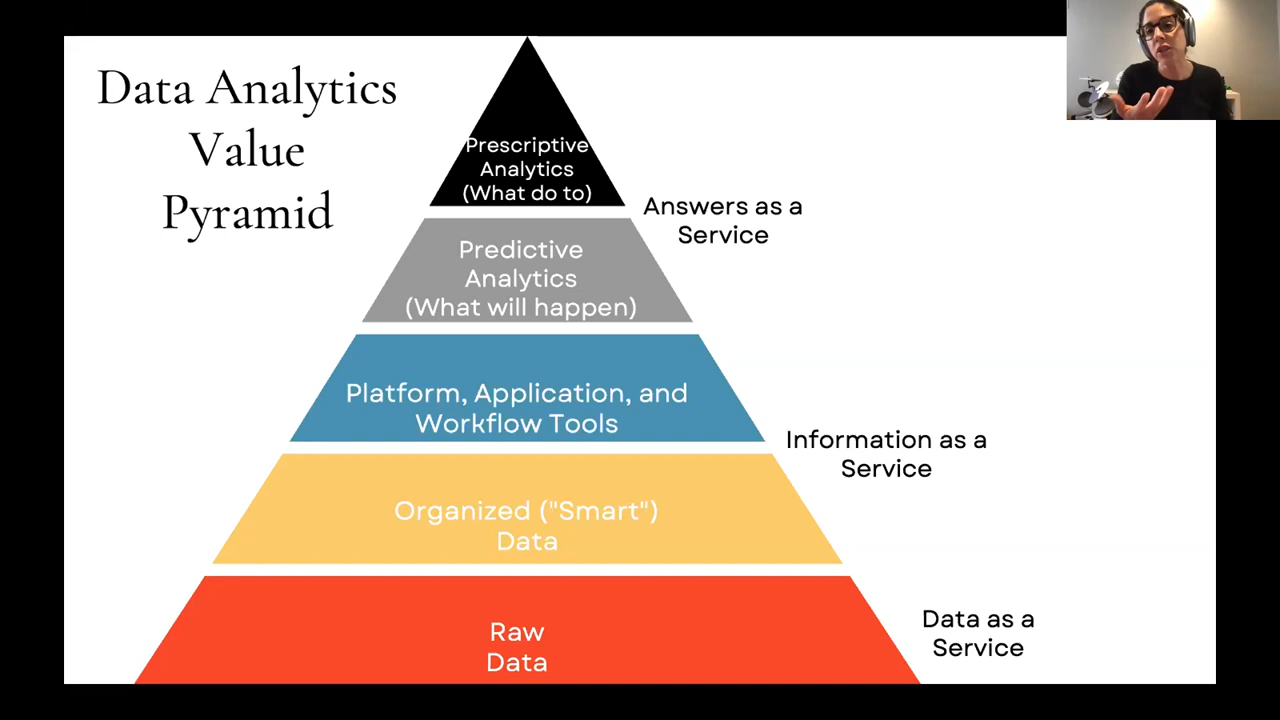 Data Analytics
Value
Pyramid
Prescriptive
Analytics
(What do to)
Answers as a
Service
Predictive
Analytics
(What will happen)
Platform, Application, and
Workflow Tools
Information as a
Service
Organized ("Smart")
Data
Raw
Data
Data as a
Service